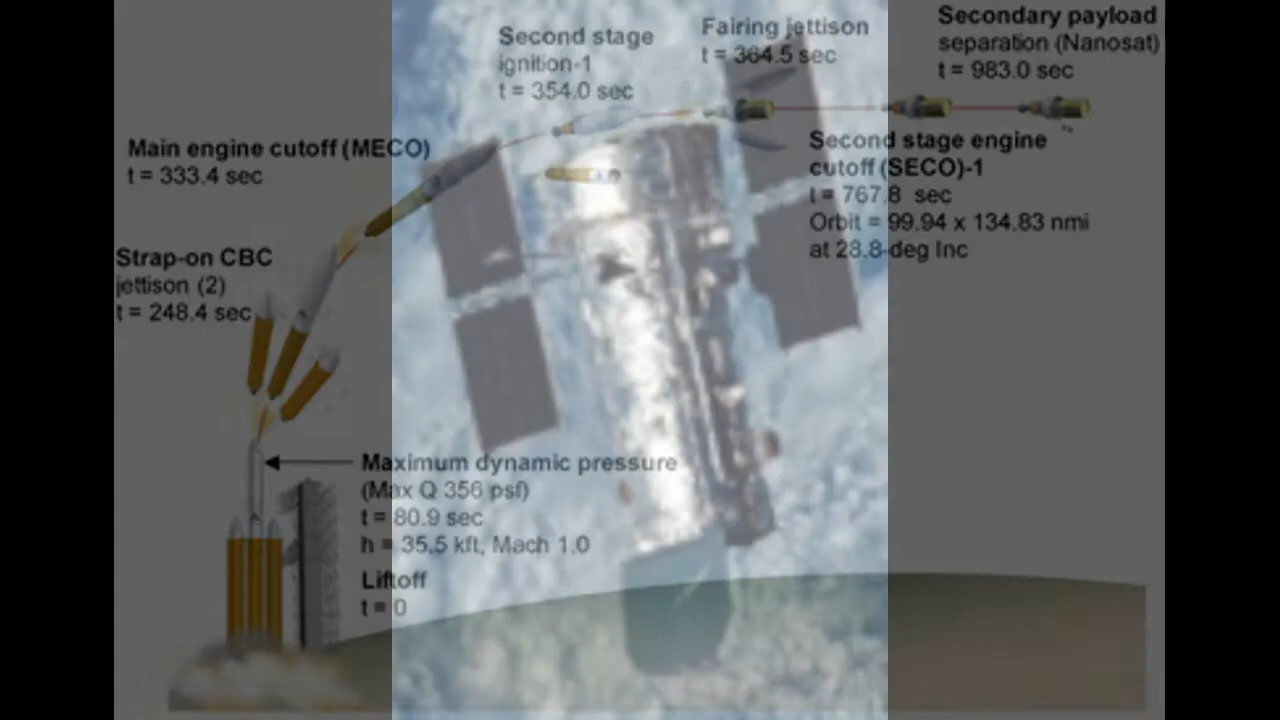 Secondary payload
separation (Nanosat)
t = 983.0 sec
Fairing jettison
t = 364.5 sec
Second stage
ignition-1
t = 354.0 sec
Second stage engine
cutoff (SECO)-1
t = 767.8 sec
Orbit = 99.94 x 134.83 nmi
at 28.8-deg Inc
Main engine cutoff (MECO)
t = 333.4 sec
Strap-on CBC
jettison (2)
t = 248.4 sec
Maximum dynamic pressure
(Max Q 356 psf)
t = 80.9 sec
h = 35.5 kft, Mach 1.0
Liftoff
t = 0